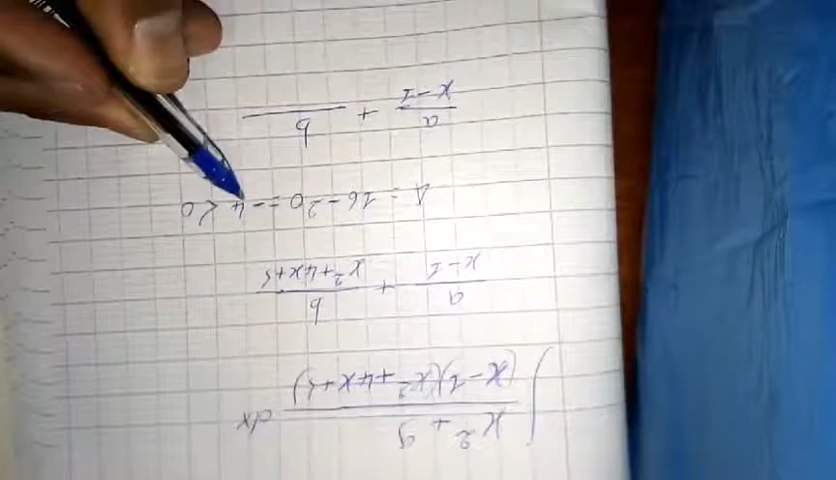 ∫ (x² + 9) / ((x-1)(x²+4x+5)) dx
a / (x-1) + b / (x²+4x+5)
Δ = 16 - 20 = -4 < 0
a / (x-1) + b /